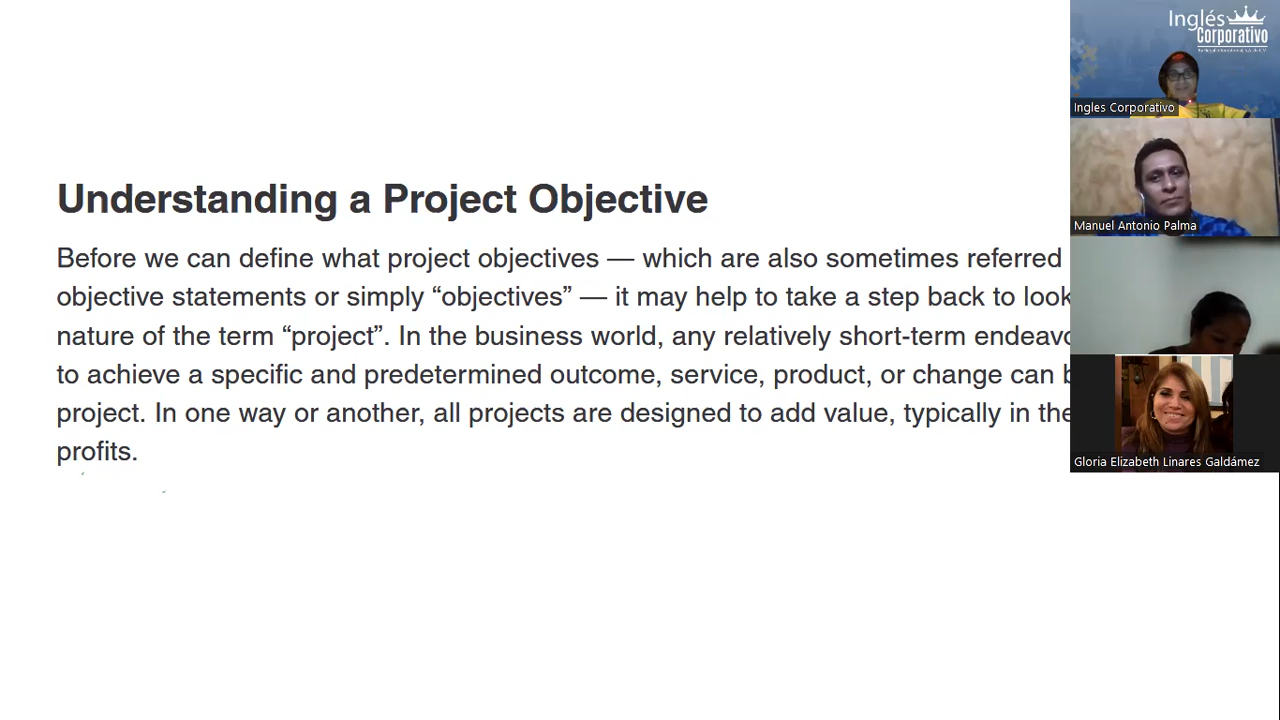 Understanding a Project Objective
Before we can define what project objectives — which are also sometimes referred
objective statements or simply “objectives” — it may help to take a step back to look
nature of the term “project”. In the business world, any relatively short-term
to achieve a specific and predetermined outcome, service, product, or change can
project. In one way or another, all projects are designed to add value, typically in the
profits.
Inglés
Corporativo
Ingles Corporativo
Manuel Antonio Palma
Gloria Elizabeth Linares Galdámez